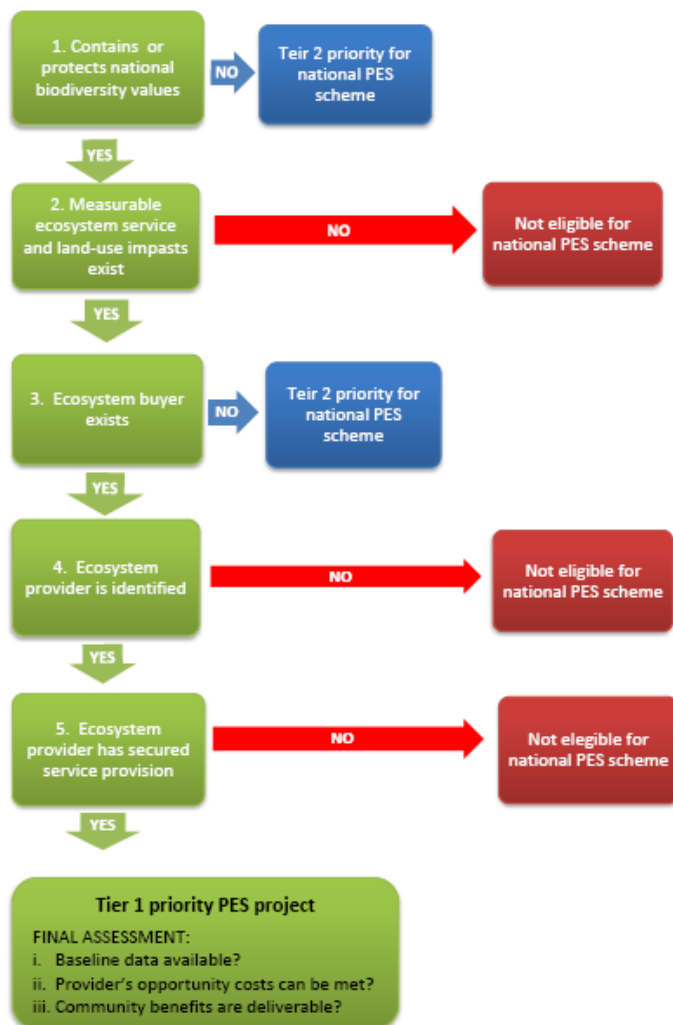 1. Contains or
protects national
biodiversity values
NO
Teir 2 priority for
national PES
scheme
YES
2. Measurable
ecosystem service
and land-use impasts
exist
NO
Not eligible for
national PES scheme
YES
3. Ecosystem buyer
exists
NO
Teir 2 priority for
national PES
scheme
YES
4. Ecosystem
provider is identified
NO
Not eligible for
national PES scheme
YES
5. Ecosystem
provider has secured
service provision
NO
Not elegible for
national PES scheme
YES
Tier 1 priority PES project
FINAL ASSESSMENT:
i. Baseline data available?
ii. Provider's opportunity costs can be met?
iii. Community benefits are deliverable?